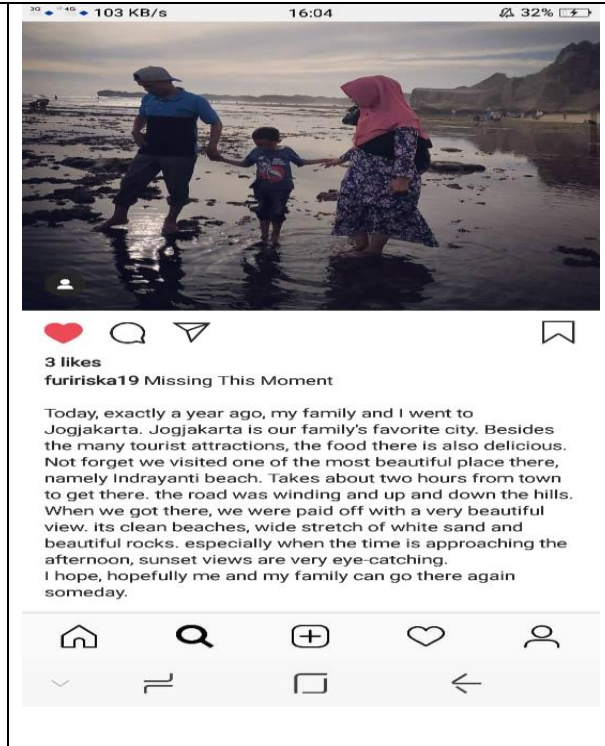 3G 4G 103 KB/s 16:04 32%
3 likes
fuririska19 Missing This Moment
Today, exactly a year ago, my family and I went to
Jogjakarta. Jogjakarta is our family's favorite city. Besides
the many tourist attractions, the food there is also delicious.
Not forget we visited one of the most beautiful place there,
namely Indrayanti beach. Takes about two hours from town
to get there. the road was winding and up and down the hills.
When we got there, we were paid off with a very beautiful
view. its clean beaches, wide stretch of white sand and
beautiful rocks. especially when the time is approaching the
afternoon, sunset views are very eye-catching.
I hope, hopefully me and my family can go there again
someday.